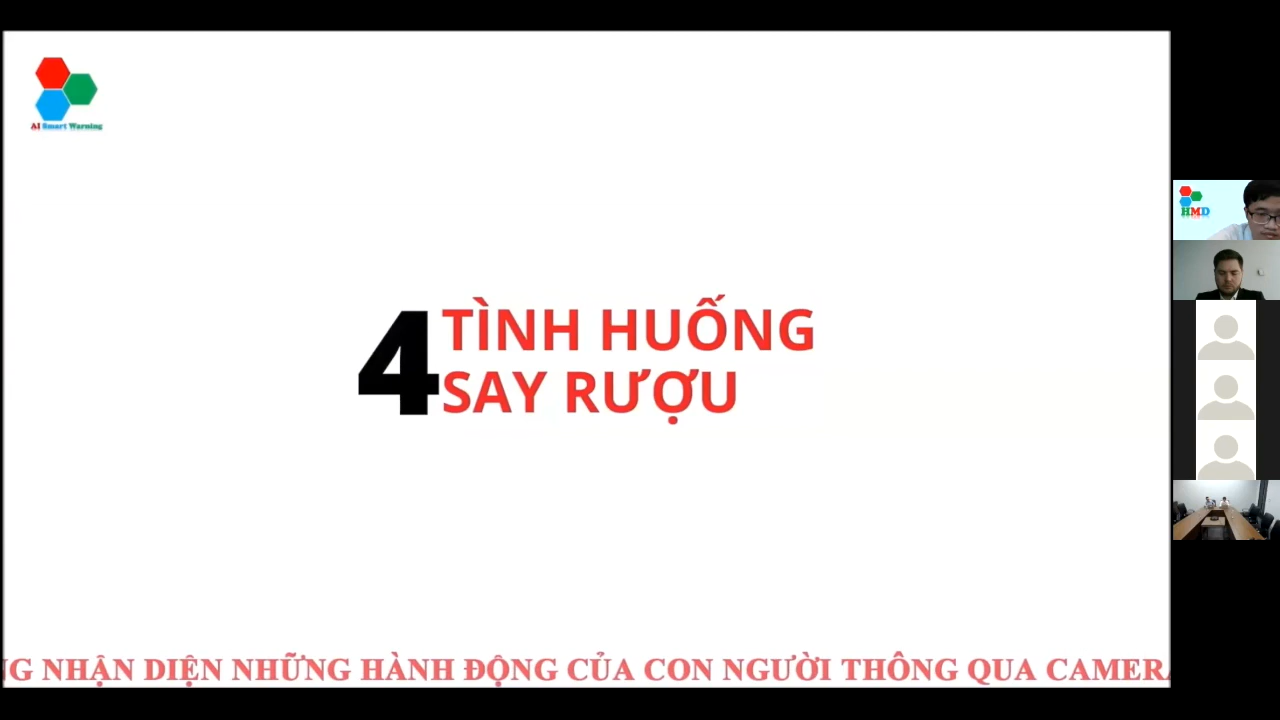 AI Smart Warning
HMD
4
TÌNH HUỐNG
SAY RƯỢU
NG NHẬN DIỆN NHỮNG HÀNH ĐỘNG CỦA CON NGƯỜI THÔNG QUA CAMERA